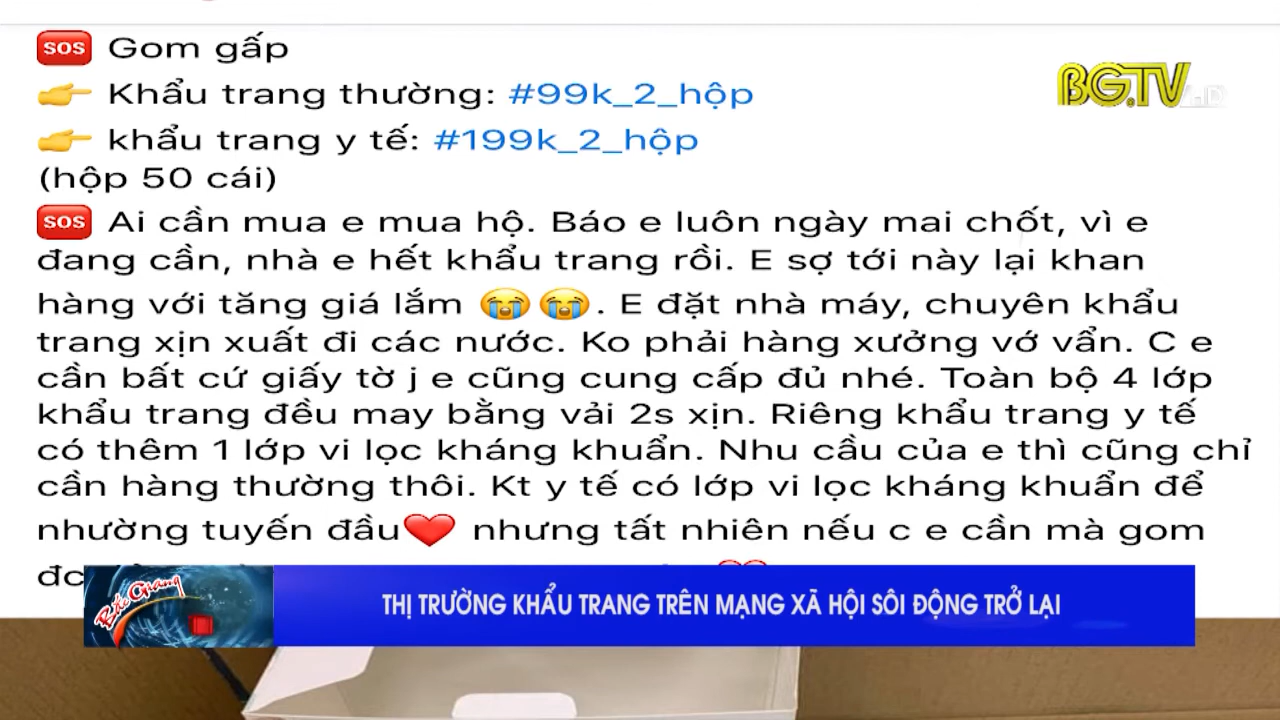 SOS Gom gấp
BGTV HD
👉 Khẩu trang thường: #99k_2_hộp
👉 khẩu trang y tế: #199k_2_hộp
(hộp 50 cái)
SOS Ai cần mua e mua hộ. Báo e luôn ngày mai chốt, vì e
đang cần, nhà e hết khẩu trang rồi. E sợ tới này lại khan
hàng với tăng giá lắm 😭😭. E đặt nhà máy, chuyên khẩu
trang xịn xuất đi các nước. Ko phải hàng xưởng vớ vẩn. C e
cần bất cứ giấy tờ j e cũng cung cấp đủ nhé. Toàn bộ 4 lớp
khẩu trang đều may bằng vải 2s xịn. Riêng khẩu trang y tế
có thêm 1 lớp vi lọc kháng khuẩn. Nhu cầu của e thì cũng chỉ
cần hàng thường thôi. Kt y tế có lớp vi lọc kháng khuẩn để
nhường tuyến đầu❤️ nhưng tất nhiên nếu c e cần mà gom
đc
Bắc Giang
THỊ TRƯỜNG KHẨU TRANG TRÊN MẠNG XÃ HỘI SÔI ĐỘNG TRỞ LẠI